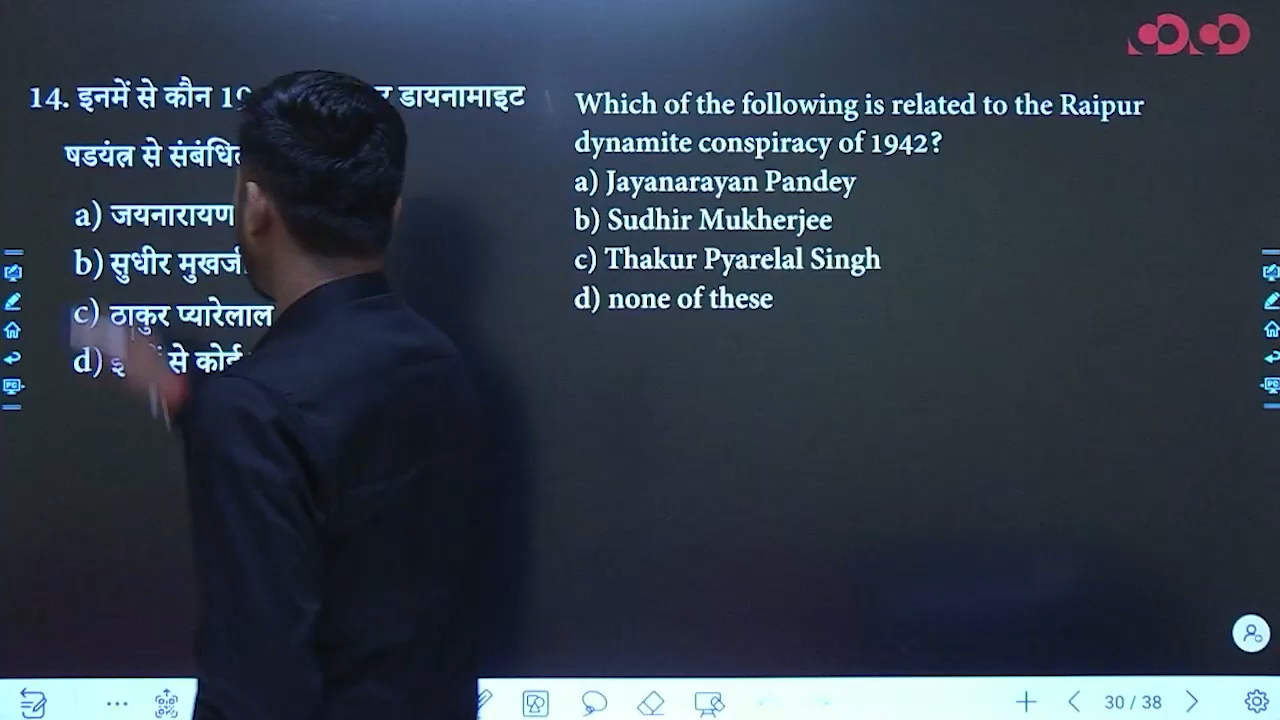 14. इनमें से कौन डायनामाइट
षडयंत्र से
a) जयनारायण
b) सुधीर मुखर्जी
c) ठाकुर प्यारेलाल
d) से कोई
Which of the following is related to the Raipur
dynamite conspiracy of 1942?
a) Jayanarayan Pandey
b) Sudhir Mukherjee
c) Thakur Pyarelal Singh
d) none of these
30 / 38